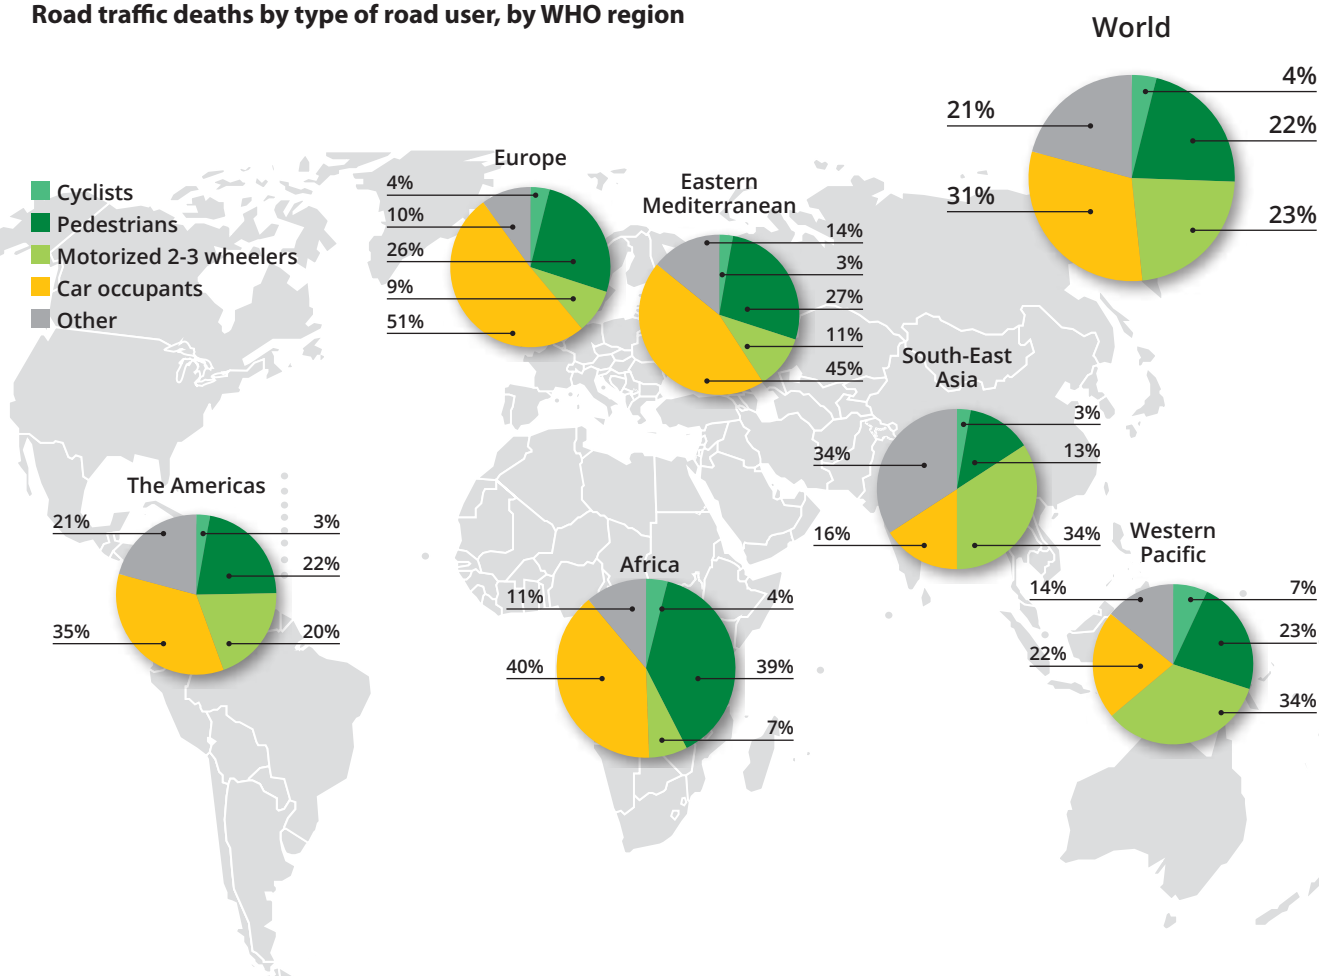 Road traffic deaths by type of road user, by WHO region
World
4%
21%
22%
31%
23%
Cyclists
Pedestrians
Motorized 2-3 wheelers
Car occupants
Other
Europe
4%
10%
26%
9%
51%
Eastern
Mediterranean
14%
3%
27%
11%
45%
South-East
Asia
3%
34%
13%
16%
34%
The Americas
21%
3%
22%
35%
20%
Africa
11%
4%
40%
39%
7%
Western
Pacific
14%
7%
23%
22%
34%